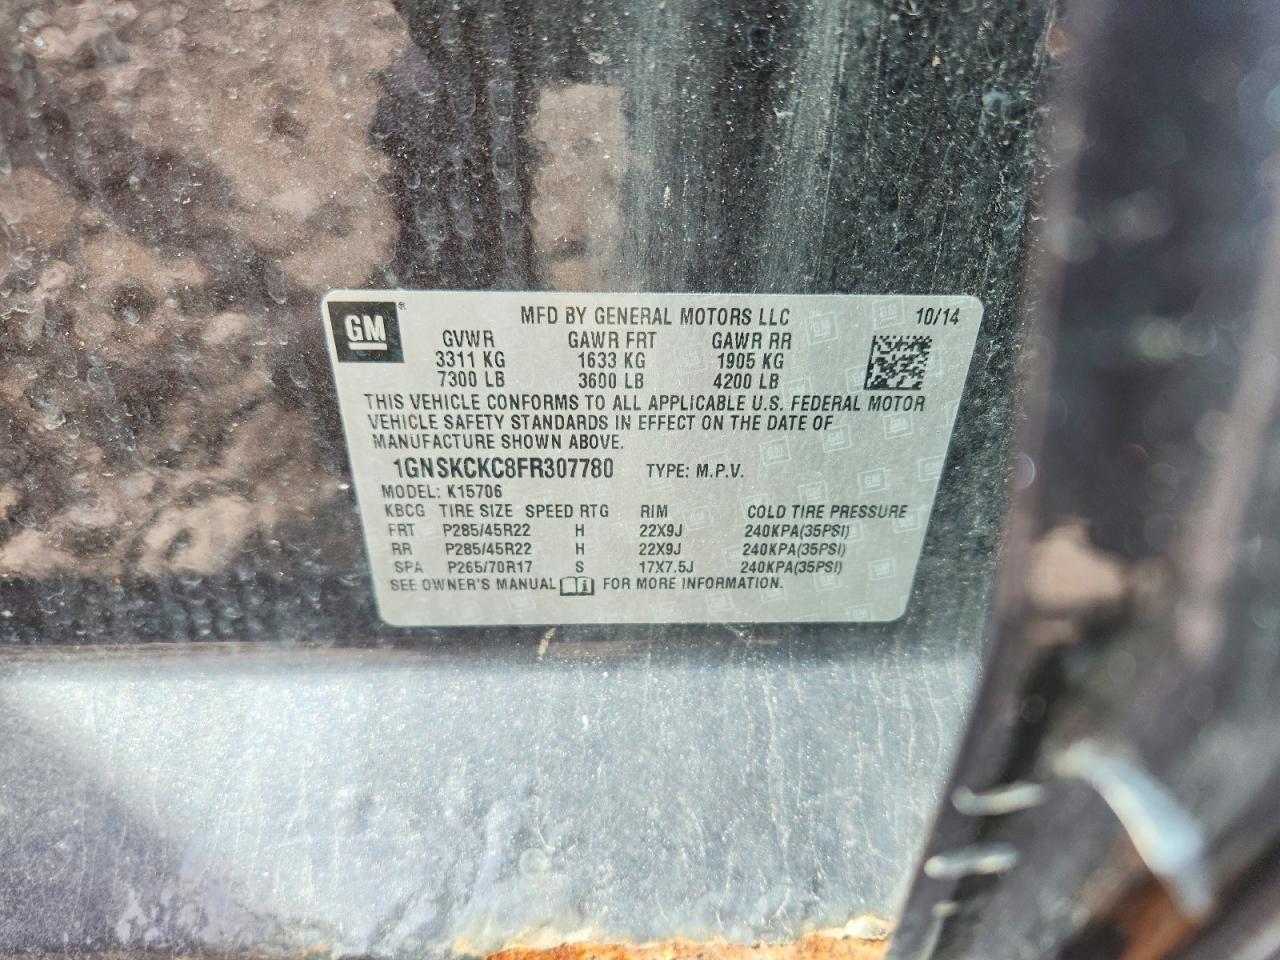 GM® MFD BY GENERAL MOTORS LLC 10/14
GVWR GAWR FRT GAWR RR
3311 KG 1633 KG 1905 KG
7300 LB 3600 LB 4200 LB
THIS VEHICLE CONFORMS TO ALL APPLICABLE U.S. FEDERAL MOTOR
VEHICLE SAFETY STANDARDS IN EFFECT ON THE DATE OF
MANUFACTURE SHOWN ABOVE.
1GNSKCKC8FR307780 TYPE: M.P.V.
MODEL: K15706
KBCG TIRE SIZE SPEED RTG RIM COLD TIRE PRESSURE
FRT P285/45R22 H 22X9J 240KPA(35PSI)
RR P285/45R22 H 22X9J 240KPA(35PSI)
SPA P265/70R17 S 17X7.5J 240KPA(35PSI)
SEE OWNER'S MANUAL i FOR MORE INFORMATION.